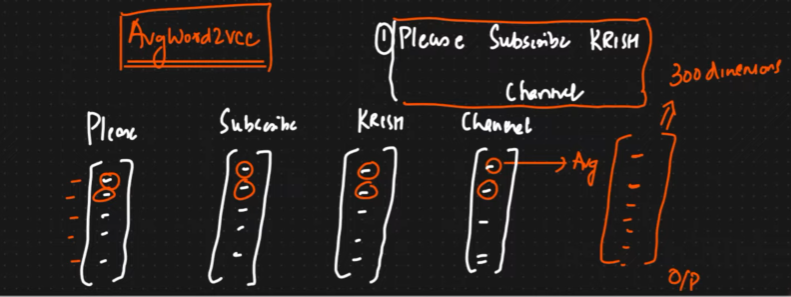 AvgWord2vec
① Please Subscribe KRISH
Channel
300 dimensions
Please Subscribe KRISH Channel
Avg
O/P